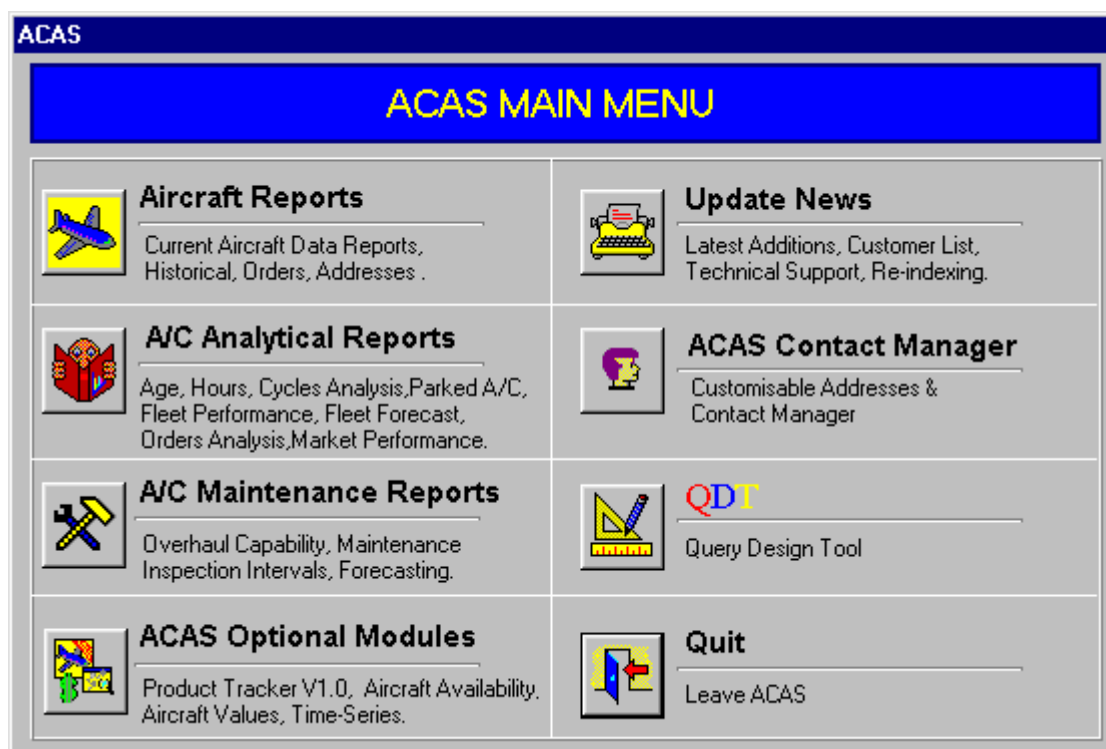 ACAS
ACAS MAIN MENU
Aircraft Reports
Current Aircraft Data Reports,
Historical, Orders, Addresses .
A/C Analytical Reports
Age, Hours, Cycles Analysis,Parked A/C,
Fleet Performance, Fleet Forecast,
Orders Analysis,Market Performance.
A/C Maintenance Reports
Overhaul Capability, Maintenance
Inspection Intervals, Forecasting.
ACAS Optional Modules
Product Tracker V1.0, Aircraft Availability,
Aircraft Values, Time-Series.
Update News
Latest Additions, Customer List,
Technical Support, Re-indexing.
ACAS Contact Manager
Customisable Addresses &
Contact Manager
QDT
Query Design Tool
Quit
Leave ACAS